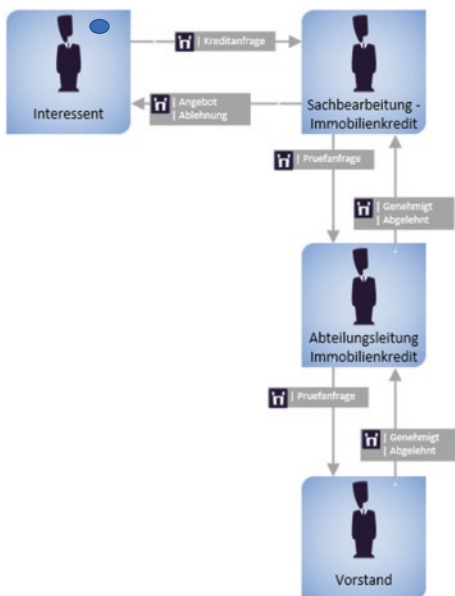 Interessent
| Kreditanfrage
| Angebot
| Ablehnung
Sachbearbeitung -
Immobilienkredit
| Pruefanfrage
| Genehmigt
| Abgelehnt
Abteilungsleitung
Immobilienkredit
| Pruefanfrage
| Genehmigt
| Abgelehnt
Vorstand